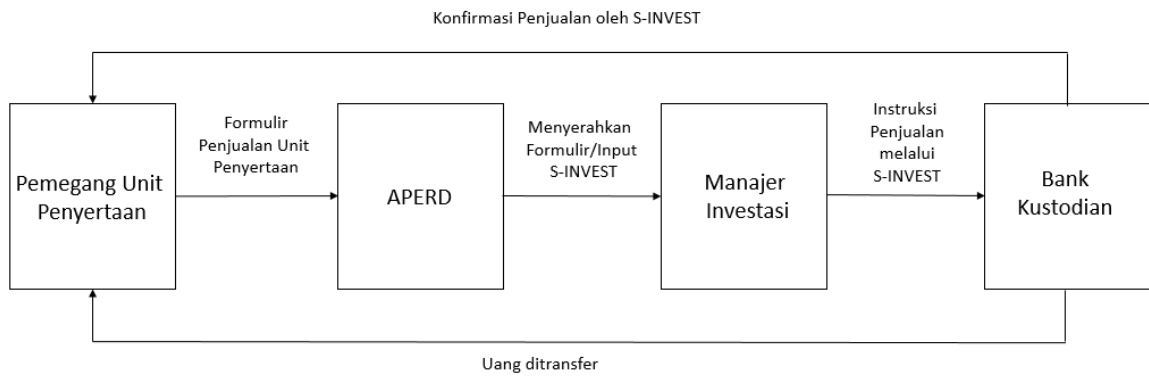 Konfirmasi Penjualan oleh S-INVEST
Formulir
Penjualan Unit
Penyertaan
Menyerahkan
Formulir/Input
S-INVEST
Instruksi
Penjualan
melalui
S-INVEST
Pemegang Unit
Penyertaan
APERD
Manajer
Investasi
Bank
Kustodian
Uang ditransfer